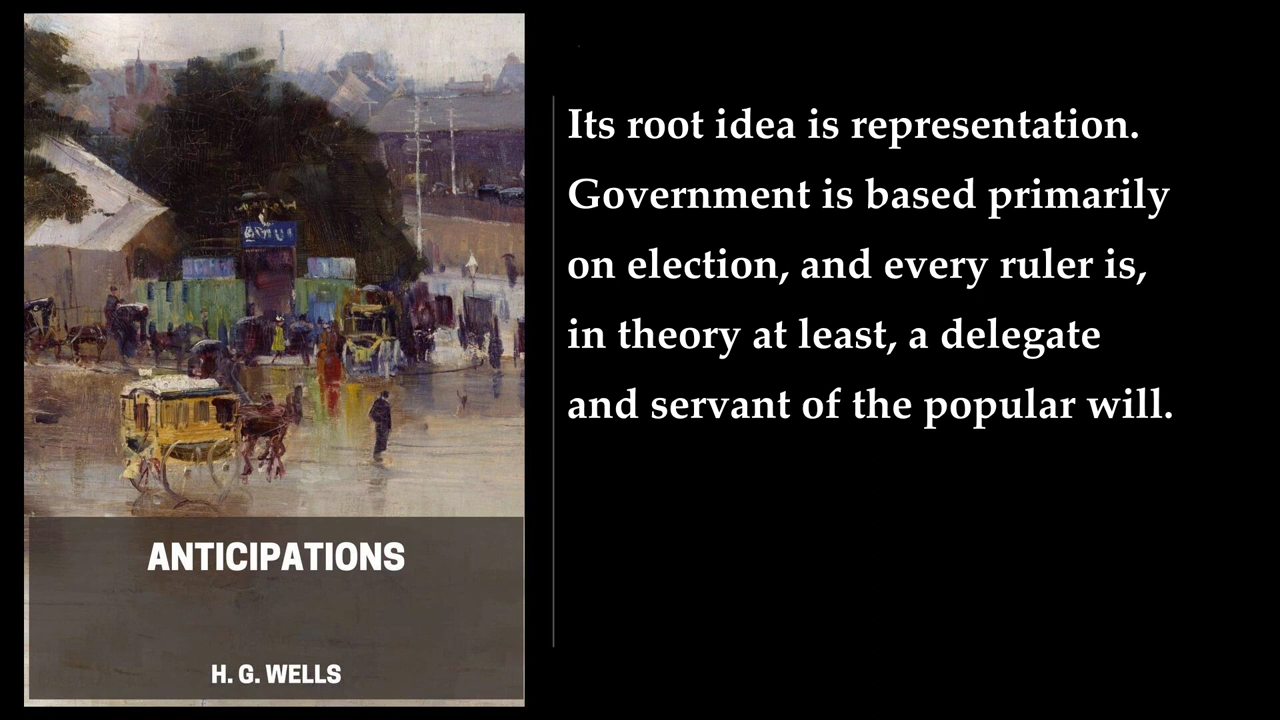 ANTICIPATIONS
H. G. WELLS
Its root idea is representation.
Government is based primarily
on election, and every ruler is,
in theory at least, a delegate
and servant of the popular will.